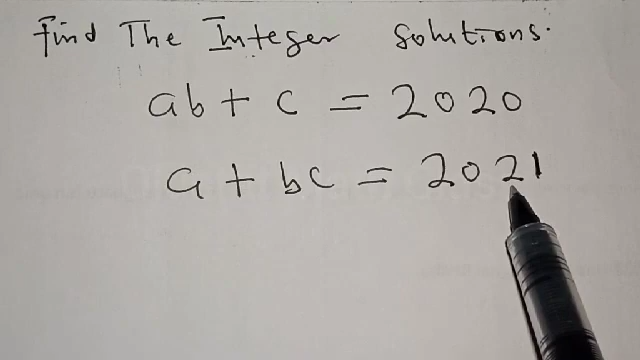 Find The Integer Solutions.
ab + c = 2020
a + bc = 2021